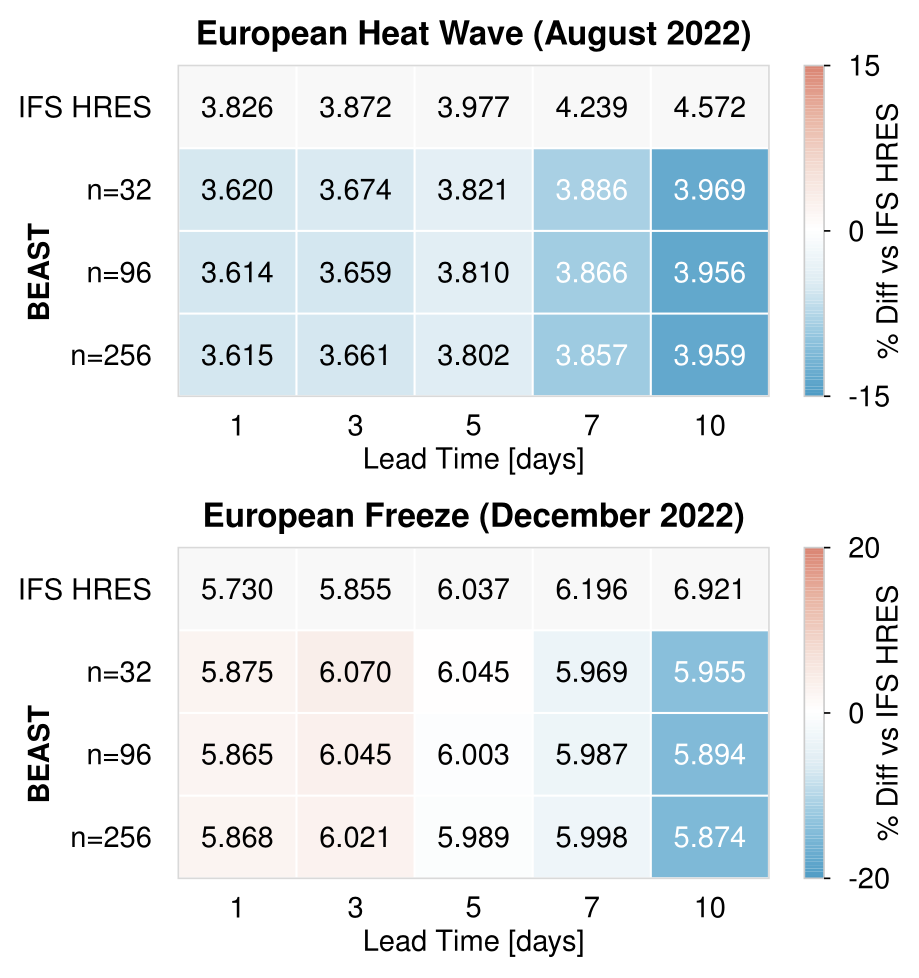 European Heat Wave (August 2022)
IFS HRES 3.826 3.872 3.977 4.239 4.572
n=32 3.620 3.674 3.821 3.886 3.969
n=96 3.614 3.659 3.810 3.866 3.956
n=256 3.615 3.661 3.802 3.857 3.959
BEAST
1 3 5 7 10
Lead Time [days]
15
0
-15
% Diff vs IFS HRES
European Freeze (December 2022)
IFS HRES 5.730 5.855 6.037 6.196 6.921
n=32 5.875 6.070 6.045 5.969 5.955
n=96 5.865 6.045 6.003 5.987 5.894
n=256 5.868 6.021 5.989 5.998 5.874
BEAST
1 3 5 7 10
Lead Time [days]
20
0
-20
% Diff vs IFS HRES